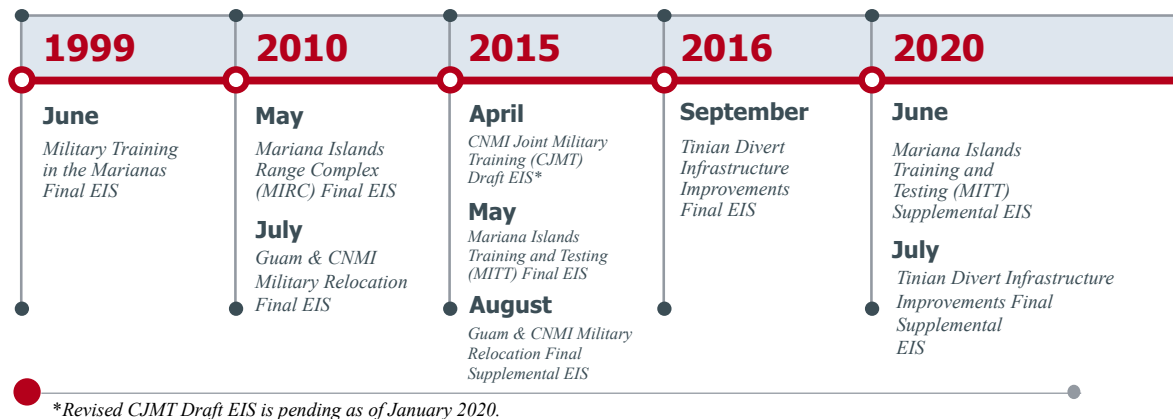 1999
June
Military Training
in the Marianas
Final EIS
2010
May
Mariana Islands
Range Complex
(MIRC) Final EIS
July
Guam & CNMI
Military Relocation
Final EIS
2015
April
CNMI Joint Military
Training (CJMT)
Draft EIS*
May
Mariana Islands
Training and Testing
(MITT) Final EIS
August
Guam & CNMI Military
Relocation Final
Supplemental EIS
2016
September
Tinian Divert
Infrastructure
Improvements
Final EIS
2020
June
Mariana Islands
Training and
Testing (MITT)
Supplemental EIS
July
Tinian Divert Infrastructure
Improvements Final
Supplemental
EIS
*Revised CJMT Draft EIS is pending as of January 2020.